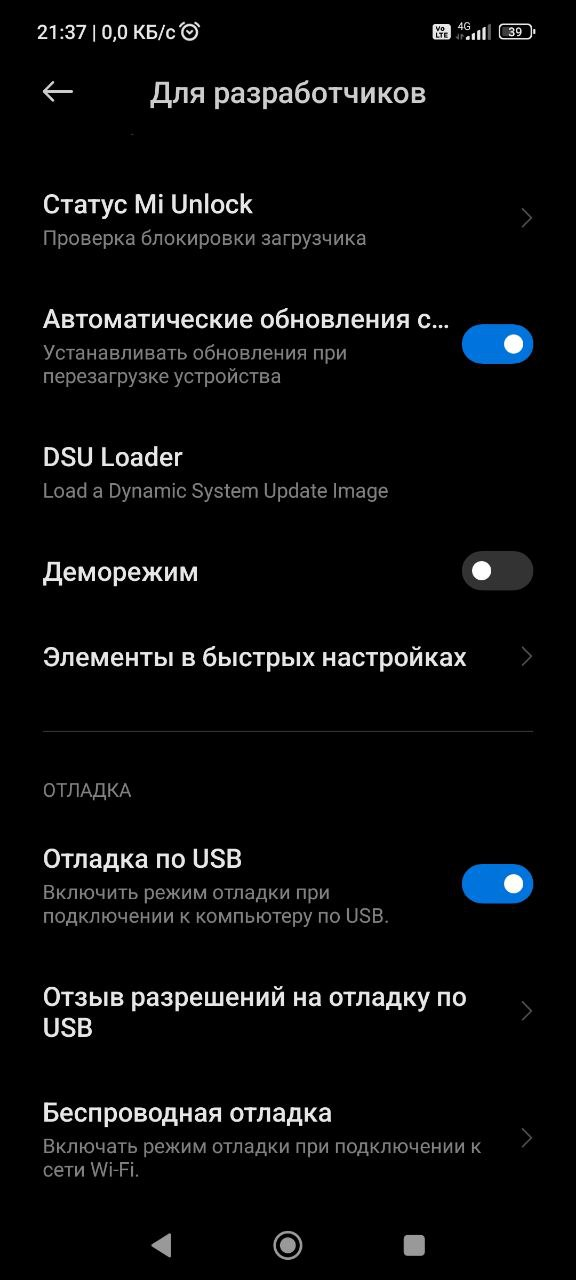 21:37 | 0,0 КБ/с
Vo LTE 4G 39
Для разработчиков
Статус Mi Unlock
Проверка блокировки загрузчика
Автоматические обновления с...
Устанавливать обновления при
перезагрузке устройства
DSU Loader
Load a Dynamic System Update Image
Деморежим
Элементы в быстрых настройках
ОТЛАДКА
Отладка по USB
Включить режим отладки при
подключении к компьютеру по USB.
Отзыв разрешений на отладку по
USB
Беспроводная отладка
Включать режим отладки при подключении к
сети Wi-Fi.